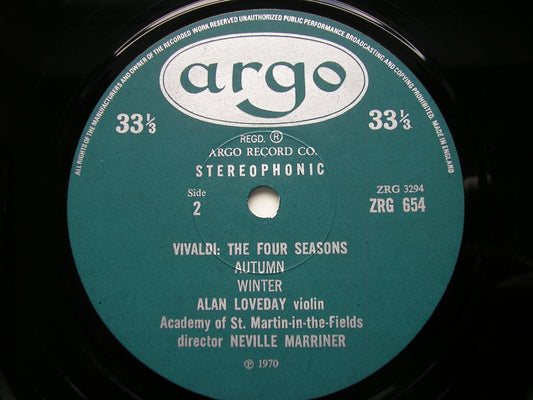 ALL RIGHTS OF THE MANUFACTURERS AND OWNER OF THE RECORDED WORK RESERVED UNAUTHORIZED PUBLIC PERFORMANCE, BROADCASTING AND COPYING PROHIBITED. MADE IN ENGLAND
argo
33⅓ 33⅓
REGD. ®
ARGO RECORD CO.
STEREOPHONIC
Side ZRG 3294
2 ZRG 654
VIVALDI: THE FOUR SEASONS
AUTUMN
WINTER
ALAN LOVEDAY violin
Academy of St. Martin-in-the-Fields
director NEVILLE MARRINER
℗ 1970